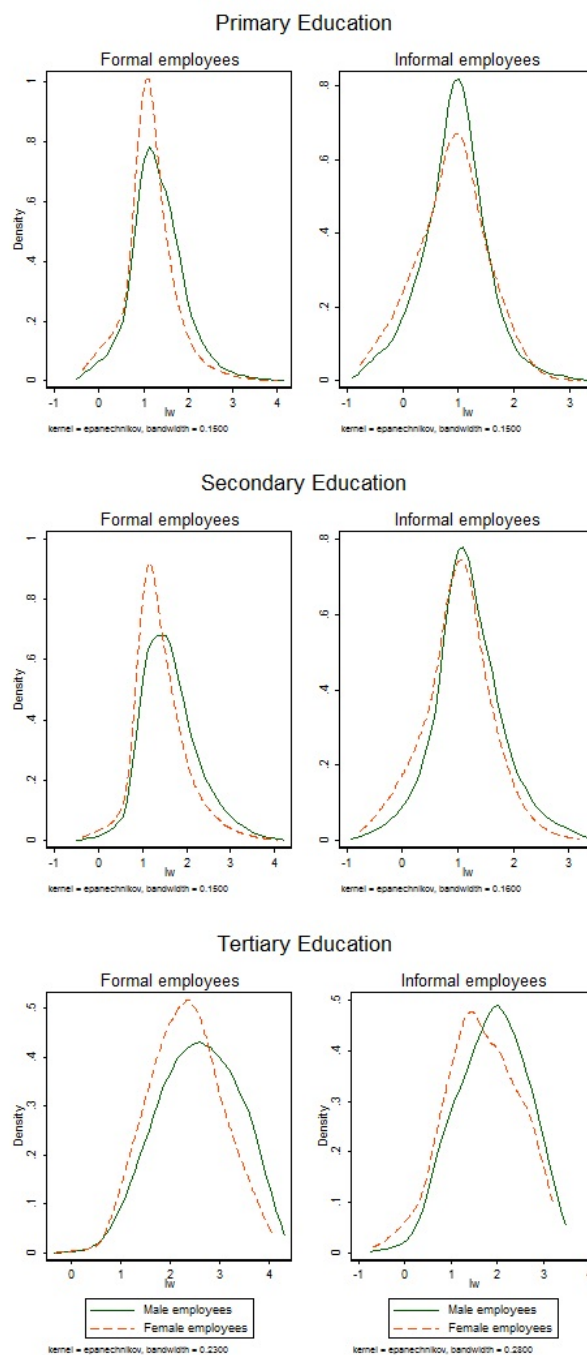 Primary Education
Formal employees
Informal employees
Density
0 .2 .4 .6 .8 1
-1 0 1 2 3 4
lw
kernel = epanechnikov, bandwidth = 0.1500
0 .2 .4 .6 .8
-1 0 1 2 3
lw
kernel = epanechnikov, bandwidth = 0.1500
Secondary Education
Formal employees
Informal employees
Density
0 .2 .4 .6 .8 1
-1 0 1 2 3 4
lw
kernel = epanechnikov, bandwidth = 0.1500
Density
0 .2 .4 .6 .8
-1 0 1 2 3
lw
kernel = epanechnikov, bandwidth = 0.1600
Tertiary Education
Formal employees
Informal employees
Density
0 .1 .2 .3 .4 .5
0 1 2 3 4
lw
Male employees
Female employees
kernel = epanechnikov, bandwidth = 0.2300
Density
0 .1 .2 .3 .4 .5
-1 0 1 2 3
lw
Male employees
Female employees
kernel = epanechnikov, bandwidth = 0.2800